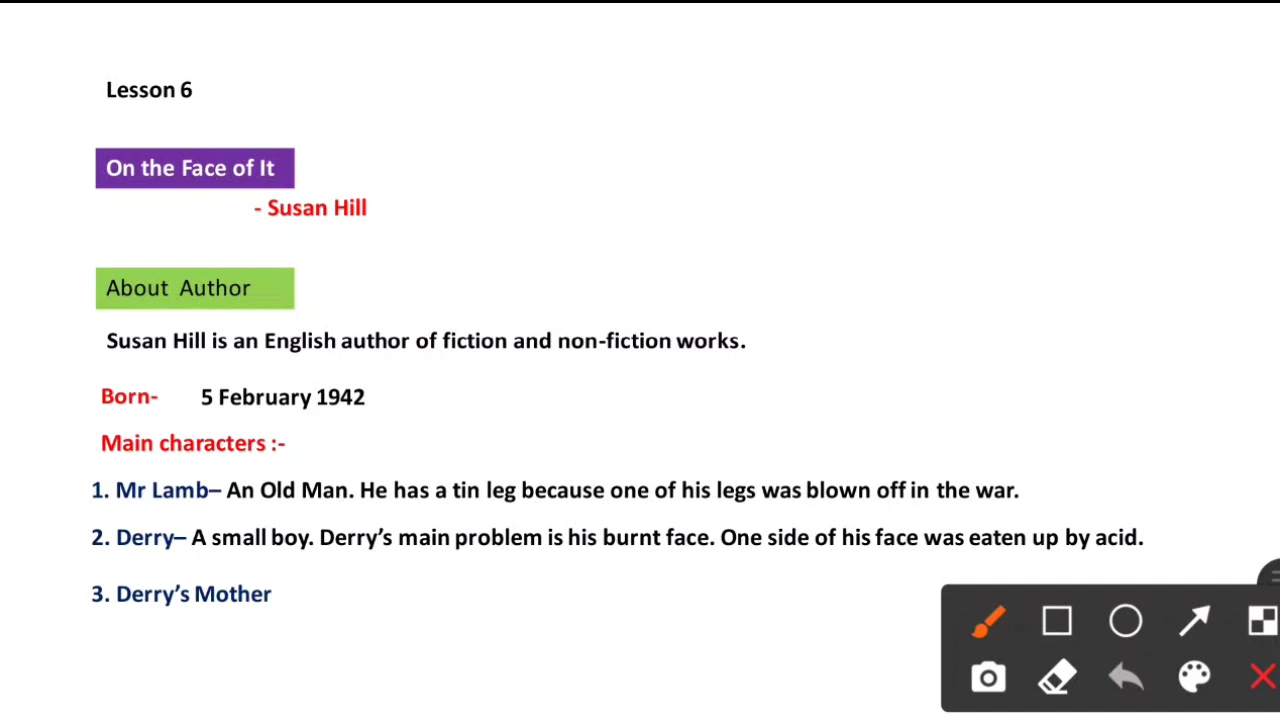 Lesson 6
On the Face of It
- Susan Hill
About Author
Susan Hill is an English author of fiction and non-fiction works.
Born- 5 February 1942
Main characters :-
1. Mr Lamb– An Old Man. He has a tin leg because one of his legs was blown off in the war.
2. Derry– A small boy. Derry’s main problem is his burnt face. One side of his face was eaten up by acid.
3. Derry’s Mother